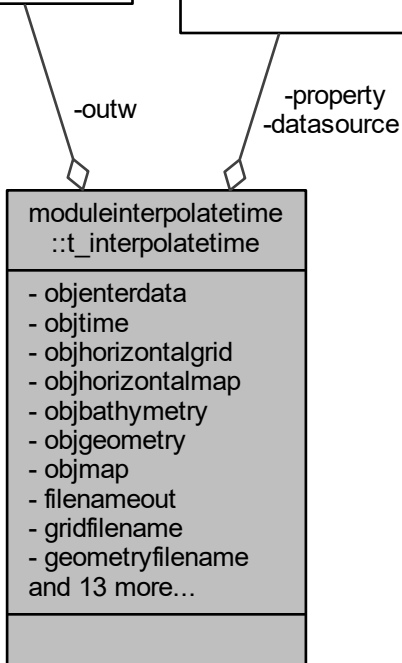 -outw
-property
-datasource
moduleinterpolatetime
::t_interpolatetime
- objenterdata
- objtime
- objhorizontalgrid
- objhorizontalmap
- objbathymetry
- objgeometry
- objmap
- filenameout
- gridfilename
- geometryfilename
and 13 more...